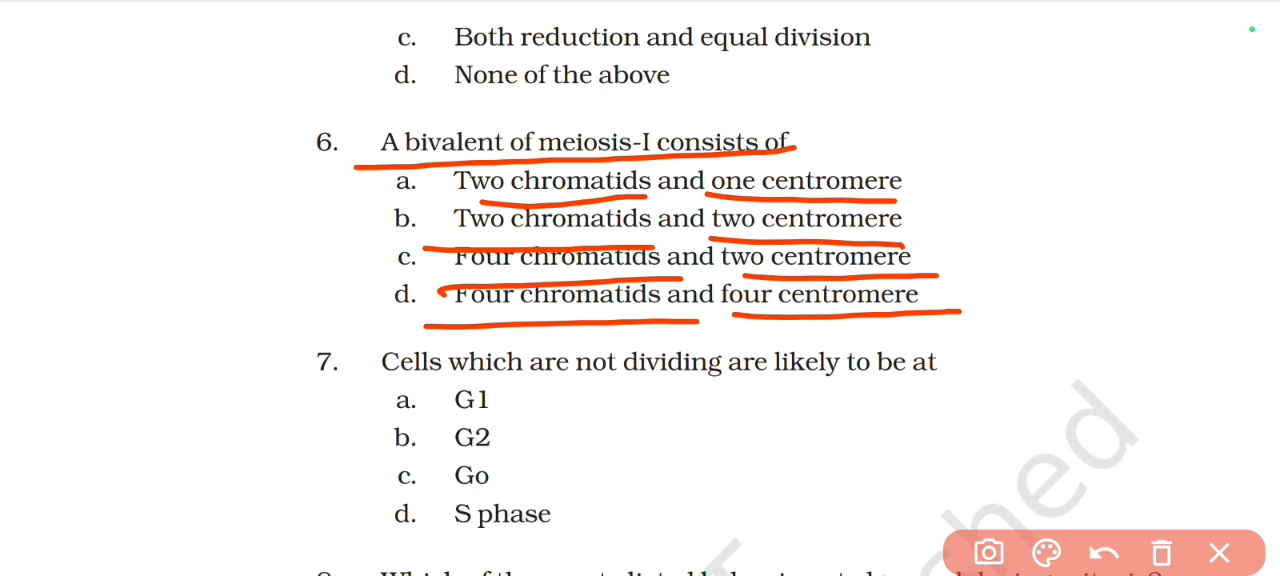 c. Both reduction and equal division
d. None of the above
6. A bivalent of meiosis-I consists of
a. Two chromatids and one centromere
b. Two chromatids and two centromere
c. Four chromatids and two centromere
d. Four chromatids and four centromere
7. Cells which are not dividing are likely to be at
a. G1
b. G2
c. Go
d. S phase